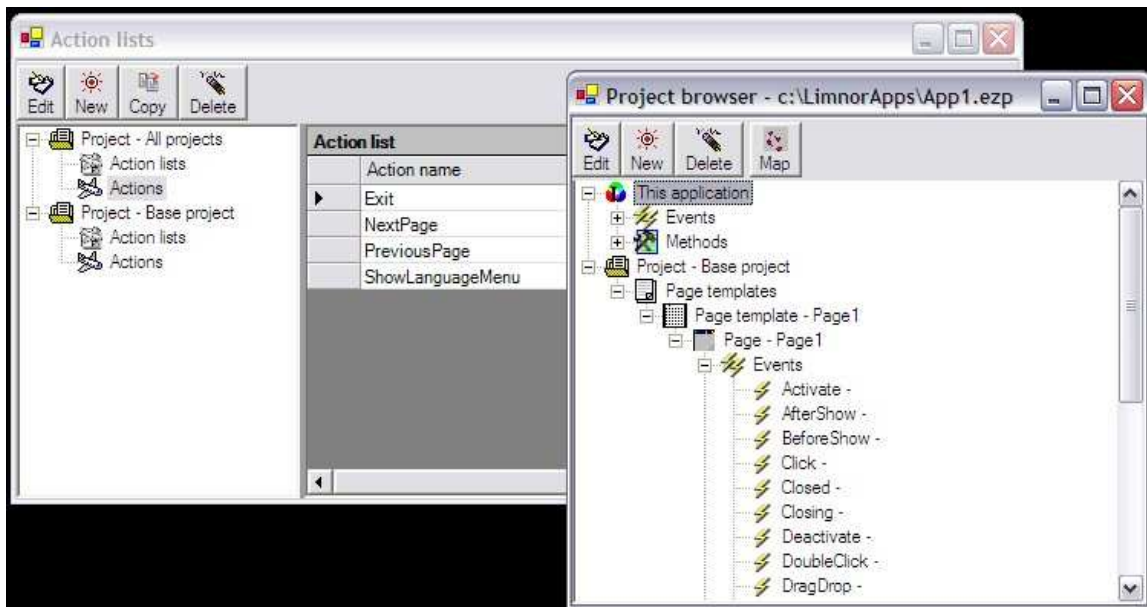 Action lists
Edit New Copy Delete
Project - All projects
Action lists
Actions
Project - Base project
Action lists
Actions
Action list
Action name
Exit
NextPage
PreviousPage
ShowLanguageMenu
Project browser - c:\LimnorApps\App1.ezp
Edit New Delete Map
This application
Events
Methods
Project - Base project
Page templates
Page template - Page1
Page - Page1
Events
Activate -
AfterShow -
BeforeShow -
Click -
Closed -
Closing -
Deactivate -
DoubleClick -
DragDrop -